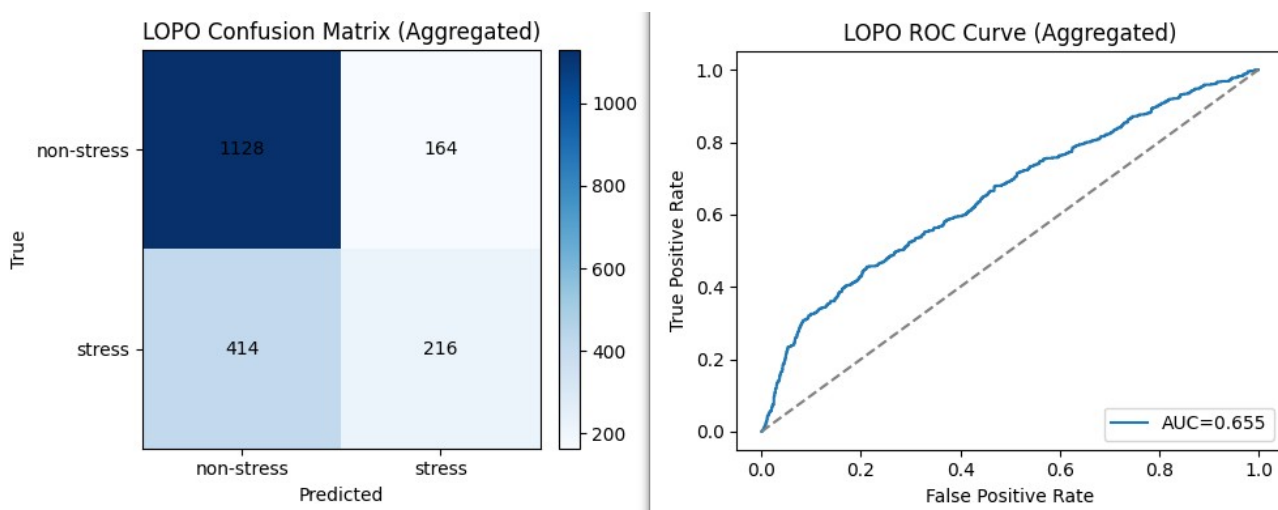 LOPO Confusion Matrix (Aggregated)
True
non-stress
stress
1128
164
414
216
non-stress
stress
Predicted
1000
800
600
400
200
LOPO ROC Curve (Aggregated)
True Positive Rate
1.0
0.8
0.6
0.4
0.2
0.0
0.0
0.2
0.4
0.6
0.8
1.0
False Positive Rate
AUC=0.655